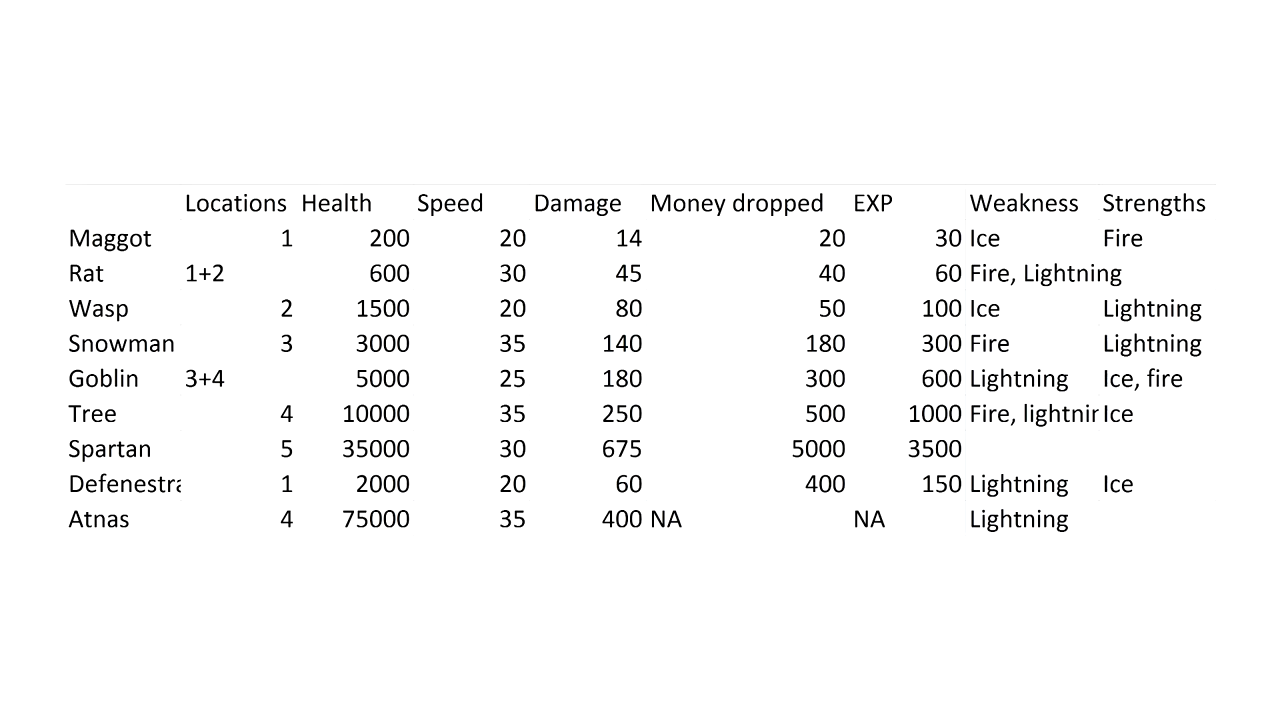 Locations Health Speed Damage Money dropped EXP Weakness Strengths
Maggot 1 200 20 14 20 30 Ice Fire
Rat 1+2 600 30 45 40 60 Fire, Lightning
Wasp 2 1500 20 80 50 100 Ice Lightning
Snowman 3 3000 35 140 180 300 Fire Lightning
Goblin 3+4 5000 25 180 300 600 Lightning Ice, fire
Tree 4 10000 35 250 500 1000 Fire, Ice
Spartan 5 35000 30 675 5000 3500
1 2000 20 60 400 150 Lightning Ice
Atnas 4 75000 35 400 NA NA Lightning